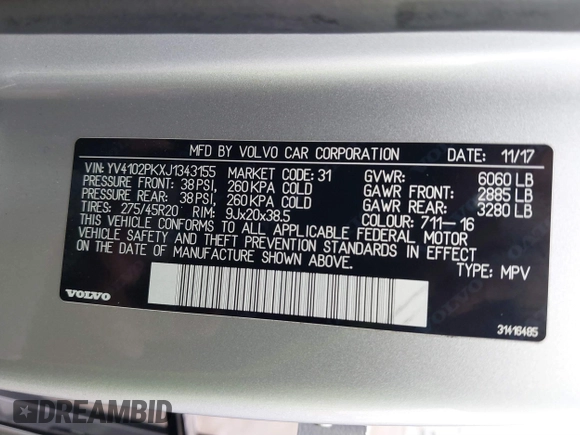 MFD BY VOLVO CAR CORPORATION DATE: 11/17
VIN: YV4102PKXJ1343155 MARKET CODE: 31 GVWR: 6060 LB
PRESSURE FRONT: 38 PSI, 260 KPA COLD GAWR FRONT: 2885 LB
PRESSURE REAR: 38 PSI, 260 KPA COLD GAWR REAR: 3280 LB
TIRES: 275/45R20 RIM: 9Jx20x38.5 COLOUR: 711-16
THIS VEHICLE CONFORMS TO ALL APPLICABLE FEDERAL MOTOR
VEHICLE SAFETY AND THEFT PREVENTION STANDARDS IN EFFECT
ON THE DATE OF MANUFACTURE SHOWN ABOVE.
TYPE: MPV
VOLVO
31416485
DREAMBID